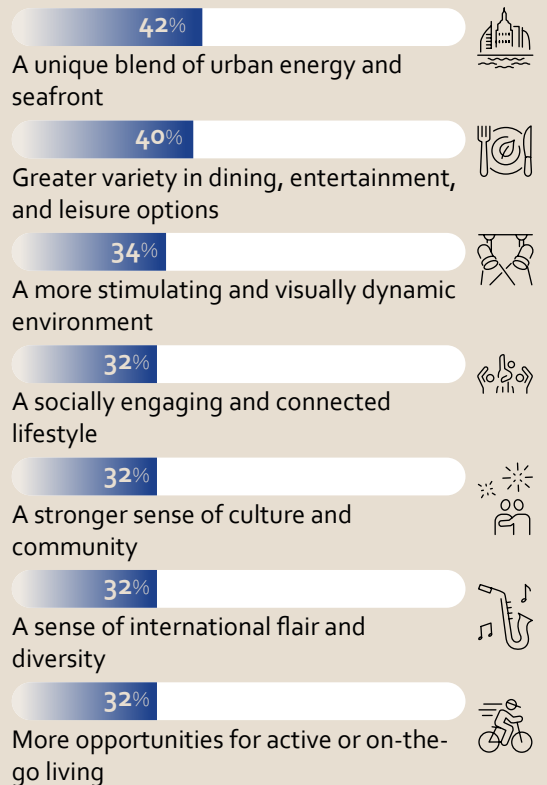 42%
A unique blend of urban energy and
seafront
40%
Greater variety in dining, entertainment,
and leisure options
34%
A more stimulating and visually dynamic
environment
32%
A socially engaging and connected
lifestyle
32%
A stronger sense of culture and
community
32%
A sense of international flair and
diversity
32%
More opportunities for active or on-the-
go living